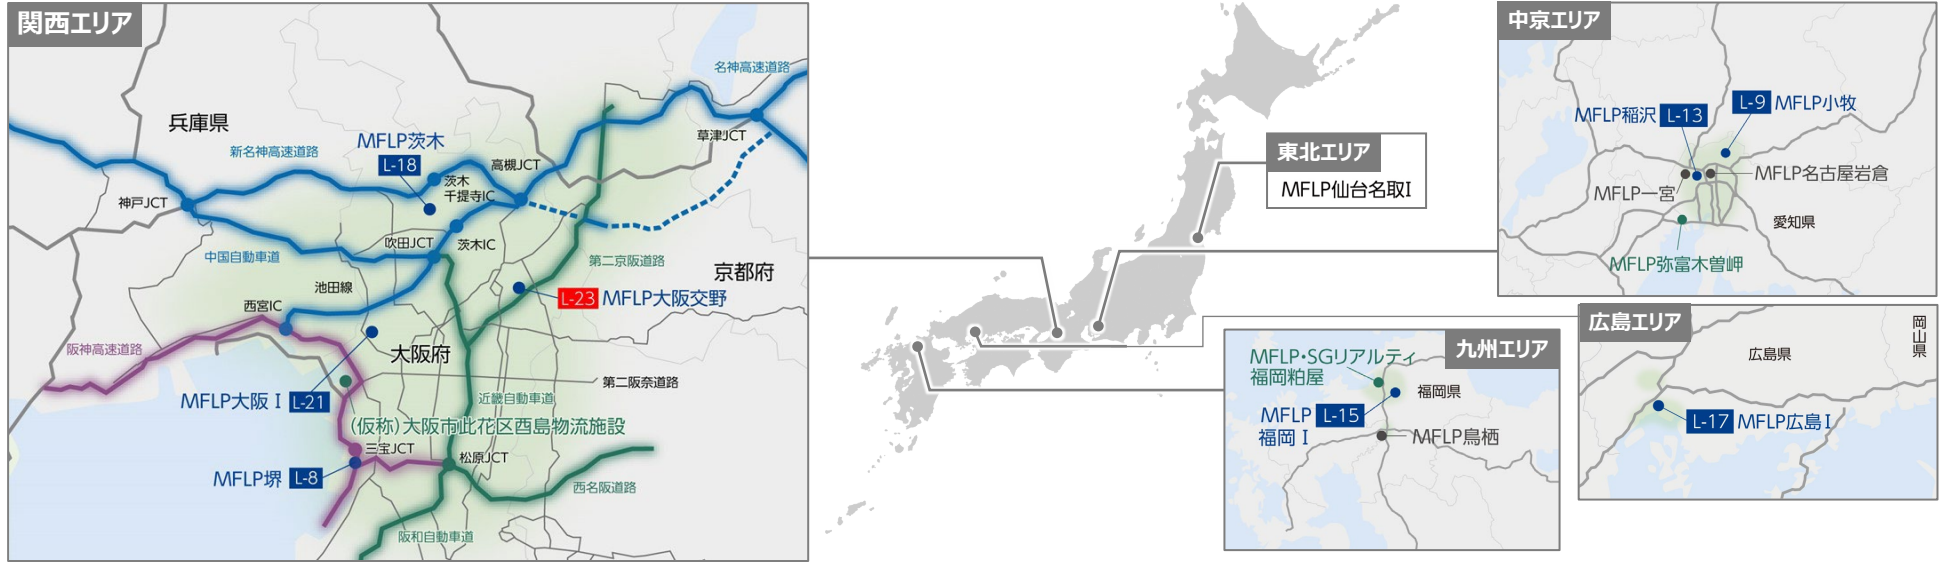 関西エリア
名神高速道路
兵庫県
MFLP茨木
L-18
新名神高速道路
高槻JCT
草津JCT
茨木
千提寺IC
神戸JCT
吹田JCT
茨木IC
中国自動車道
第二京阪道路
京都府
池田線
L-23 MFLP大阪交野
西宮IC
阪神高速道路
大阪府
第二阪奈道路
MFLP大阪Ⅰ L-21
近畿自動車道
(仮称)大阪市此花区酉島物流施設
三宝JCT
松原JCT
MFLP堺 L-8
西名阪道路
阪和自動車道
東北エリア
MFLP仙台名取Ⅰ
中京エリア
L-9 MFLP小牧
MFLP稲沢 L-13
MFLP名古屋岩倉
MFLP一宮
愛知県
MFLP弥富木曽岬
広島エリア
岡山県
広島県
L-17 MFLP広島Ⅰ
九州エリア
MFLP・SGリアルティ
福岡粕屋
福岡県
MFLP L-15
福岡Ⅰ
MFLP鳥栖